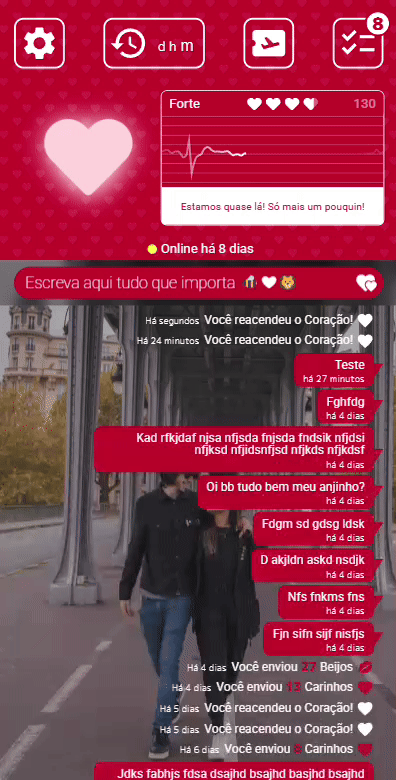 8
d h m
Forte 130
Estamos quase lá! Só mais um pouquin!
Online há 8 dias
Escreva aqui tudo que importa
Há segundos Você reacendeu o Coração!
Há 24 minutos Você reacendeu o Coração!
Teste
há 27 minutos
Fghfdg
há 4 dias
Kad rfkjdaf njsa nfjsda fnjsda fndsik nfjdsi
nfjksd nfjidsnfjsd nfjkds nfjkdsf
há 4 dias
Oi bb tudo bem meu anjinho?
há 4 dias
Fdgm sd gdsg ldsk
há 4 dias
D akjldn askd nsdjk
há 4 dias
Nfs fnkms fns
há 4 dias
Fjn sifn sijf nisfjs
há 4 dias
Há 4 dias Você enviou 27 Beijos
Há 4 dias Você enviou 13 Carinhos
Há 5 dias Você reacendeu o Coração!
Há 5 dias Você reacendeu o Coração!
Há 6 dias Você enviou Carinhos
Jdks fabhjs fdsa dsajhd bsajhd basjhd bsajhd